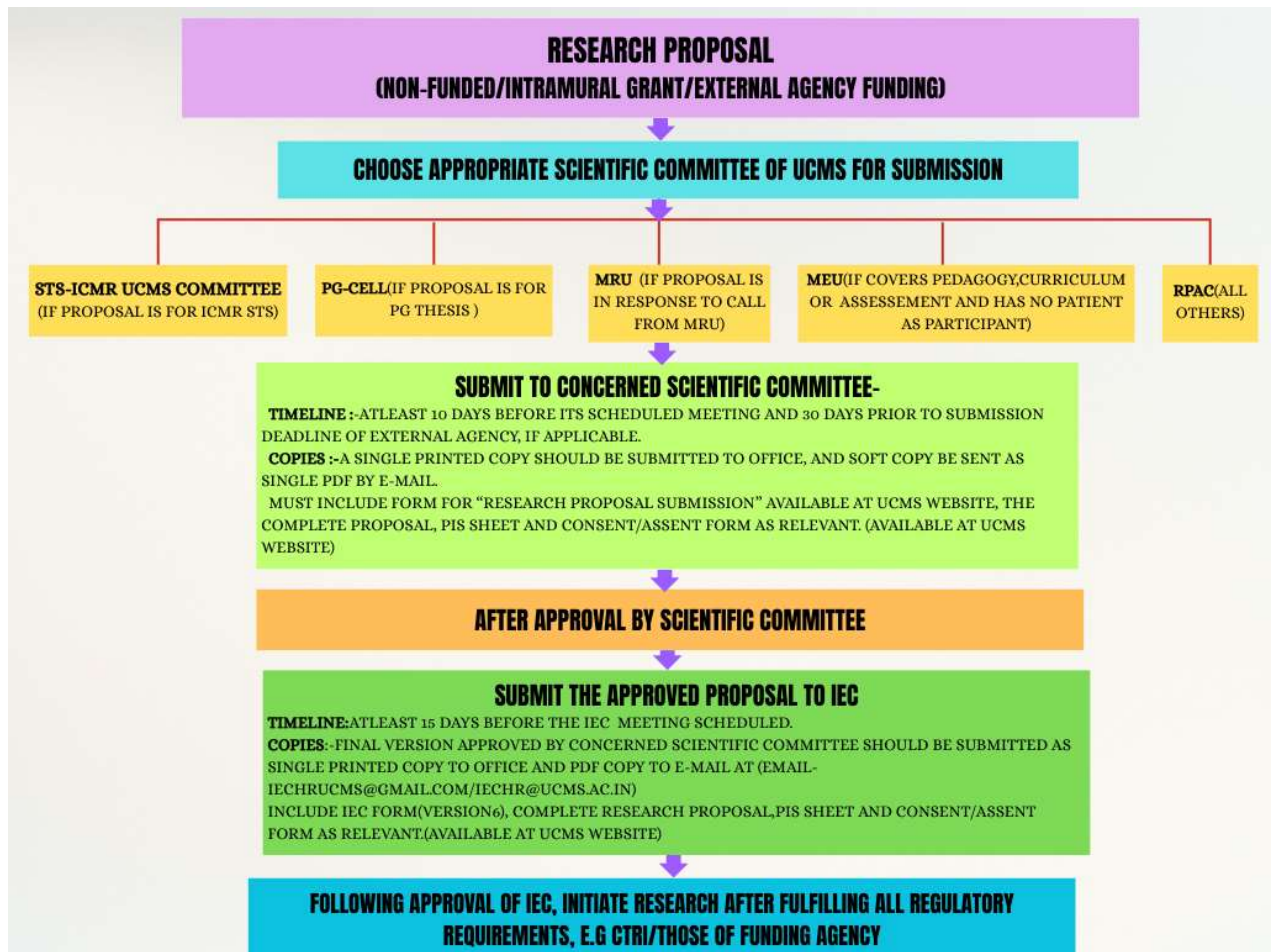 RESEARCH PROPOSAL
(NON-FUNDED/INTRAMURAL GRANT/EXTERNAL AGENCY FUNDING)
CHOOSE APPROPRIATE SCIENTIFIC COMMITTEE OF UCMS FOR SUBMISSION
STS-ICMR UCMS COMMITTEE
(IF PROPOSAL IS FOR ICMR STS)
PG-CELL(IF PROPOSAL IS FOR
PG THESIS )
MRU (IF PROPOSAL IS
IN RESPONSE TO CALL
FROM MRU)
MEU(IF COVERS PEDAGOGY,CURRICULUM
OR ASSESSEMENT AND HAS NO PATIENT
AS PARTICIPANT)
RPAC(ALL
OTHERS)
SUBMIT TO CONCERNED SCIENTIFIC COMMITTEE-
TIMELINE :-ATLEAST 10 DAYS BEFORE ITS SCHEDULED MEETING AND 30 DAYS PRIOR TO SUBMISSION
DEADLINE OF EXTERNAL AGENCY, IF APPLICABLE.
COPIES :-A SINGLE PRINTED COPY SHOULD BE SUBMITTED TO OFFICE, AND SOFT COPY BE SENT AS
SINGLE PDF BY E-MAIL.
MUST INCLUDE FORM FOR “RESEARCH PROPOSAL SUBMISSION” AVAILABLE AT UCMS WEBSITE, THE
COMPLETE PROPOSAL, PIS SHEET AND CONSENT/ASSENT FORM AS RELEVANT. (AVAILABLE AT UCMS
WEBSITE)
AFTER APPROVAL BY SCIENTIFIC COMMITTEE
SUBMIT THE APPROVED PROPOSAL TO IEC
TIMELINE:ATLEAST 15 DAYS BEFORE THE IEC MEETING SCHEDULED.
COPIES:-FINAL VERSION APPROVED BY CONCERNED SCIENTIFIC COMMITTEE SHOULD BE SUBMITTED AS
SINGLE PRINTED COPY TO OFFICE AND PDF COPY TO E-MAIL AT (EMAIL-
IECHRUCMS@GMAIL.COM/IECHR@UCMS.AC.IN)
INCLUDE IEC FORM(VERSION6), COMPLETE RESEARCH PROPOSAL,PIS SHEET AND CONSENT/ASSENT
FORM AS RELEVANT.(AVAILABLE AT UCMS WEBSITE)
FOLLOWING APPROVAL OF IEC, INITIATE RESEARCH AFTER FULFILLING ALL REGULATORY
REQUIREMENTS, E.G CTRI/THOSE OF FUNDING AGENCY